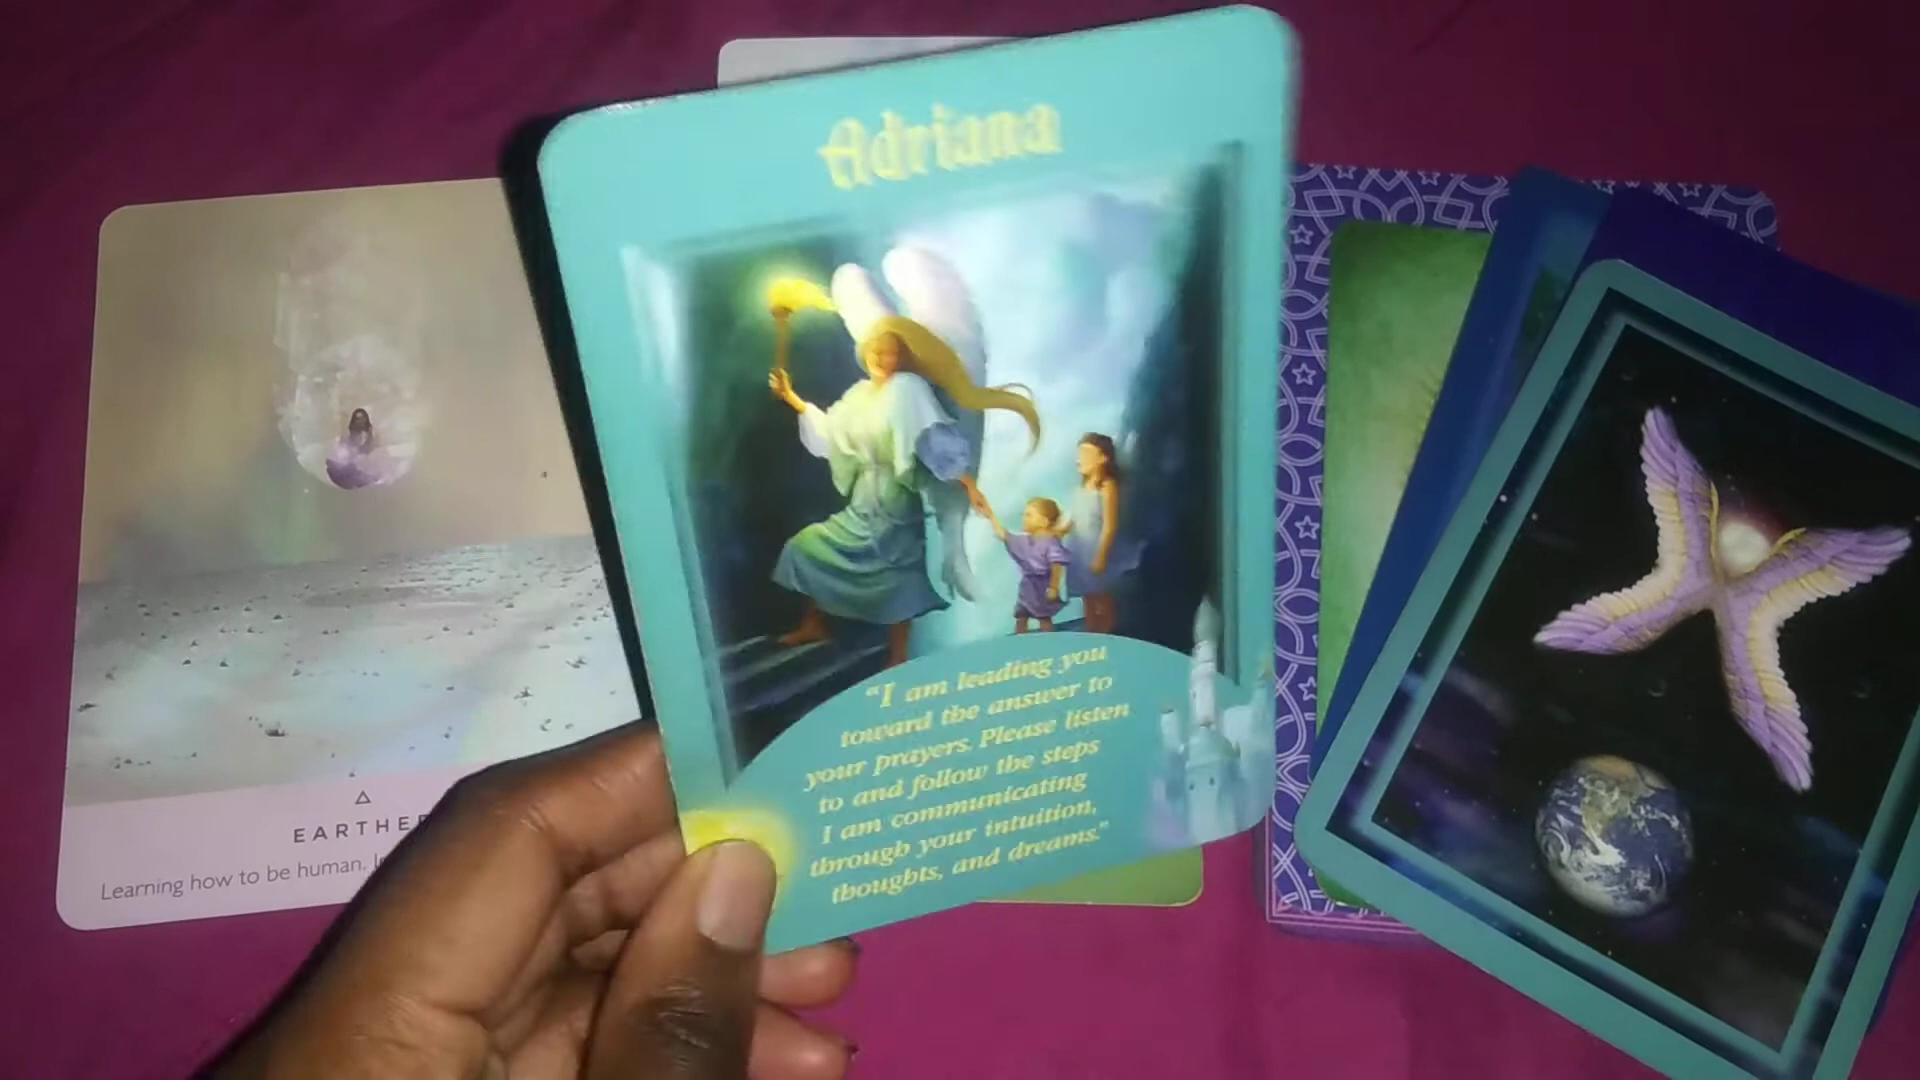 Adriana
"I am leading you
toward the answer to
your prayers. Please listen
to and follow the steps
I am communicating
through your intuition,
thoughts, and dreams."
Learning how to be human.